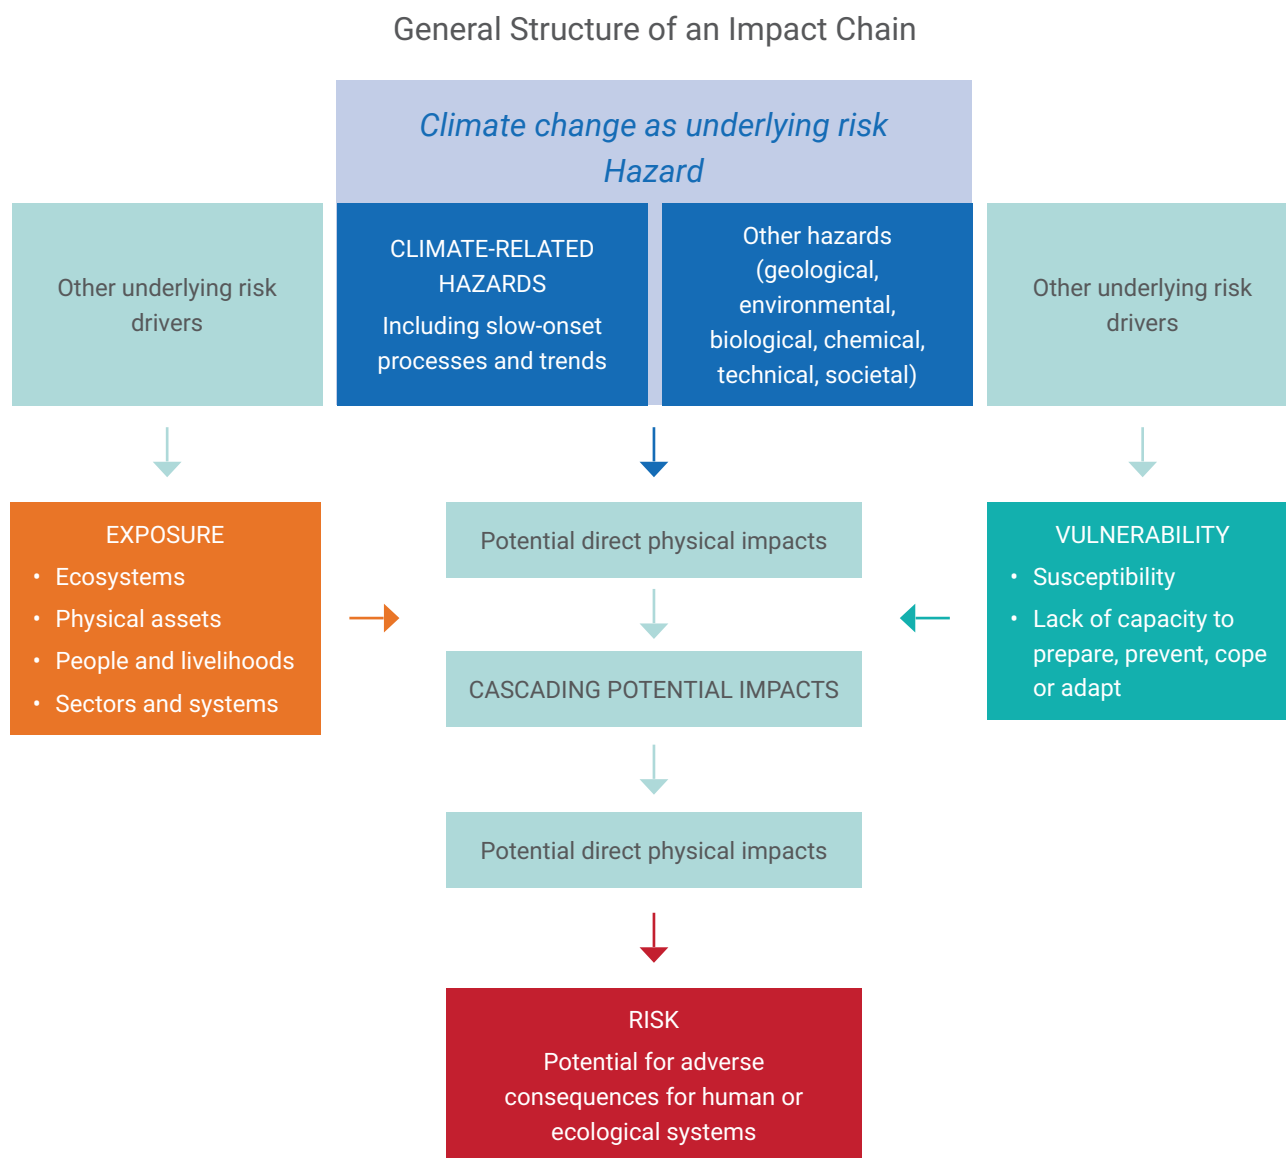 General Structure of an Impact Chain
Climate change as underlying risk
Hazard
Other underlying risk
drivers
CLIMATE-RELATED
HAZARDS
Including slow-onset
processes and trends
Other hazards
(geological,
environmental,
biological, chemical,
technical, societal)
Other underlying risk
drivers
EXPOSURE
• Ecosystems
• Physical assets
• People and livelihoods
• Sectors and systems
Potential direct physical impacts
CASCADING POTENTIAL IMPACTS
Potential direct physical impacts
VULNERABILITY
• Susceptibility
• Lack of capacity to
prepare, prevent, cope
or adapt
RISK
Potential for adverse
consequences for human or
ecological systems